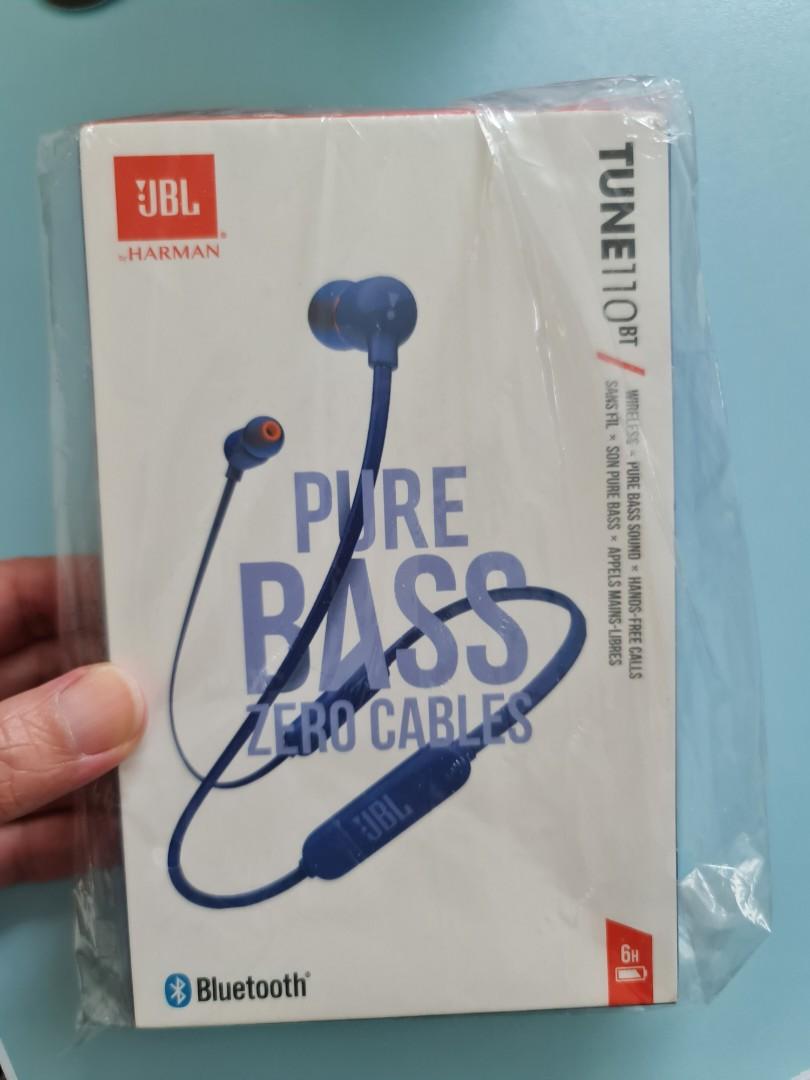 JBL
by HARMAN
TUNE110BT
WIRELESS × PURE BASS SOUND × HANDS-FREE CALLS
SANS FIL × SON PURE BASS × APPELS MAINS-LIBRES
PURE
BASS
ZERO CABLES
JBL
6H
Bluetooth®